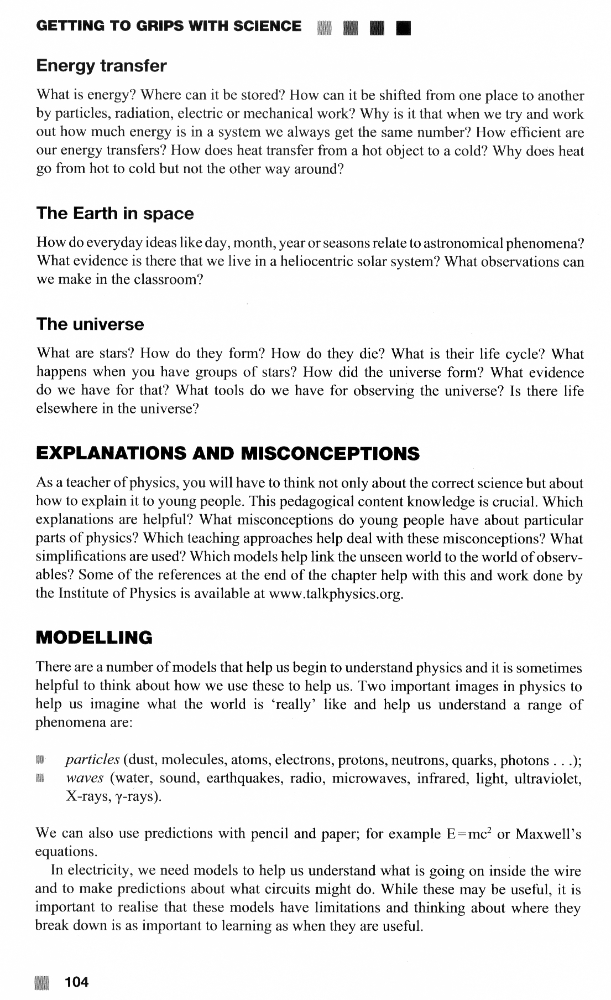 GETTING TO GRIPS WITH SCIENCE
Energy transfer
What is energy? Where can it be stored? How can it be shifted from one place to another
by particles, radiation, electric or mechanical work? Why is it that when we try and work
out how much energy is in a system we always get the same number? How efficient are
our energy transfers? How does heat transfer from a hot object to a cold? Why does heat
go from hot to cold but not the other way around?
The Earth in space
How do everyday ideas like day, month, year or seasons relate to astronomical phenomena?
What evidence is there that we live in a heliocentric solar system? What observations can
we make in the classroom?
The universe
What are stars? How do they form? How do they die? What is their life cycle? What
happens when you have groups of stars? How did the universe form? What evidence
do we have for that? What tools do we have for observing the universe? Is there life
elsewhere in the universe?
EXPLANATIONS AND MISCONCEPTIONS
As a teacher of physics, you will have to think not only about the correct science but about
how to explain it to young people. This pedagogical content knowledge is crucial. Which
explanations are helpful? What misconceptions do young people have about particular
parts of physics? Which teaching approaches help deal with these misconceptions? What
simplifications are used? Which models help link the unseen world to the world of observ-
ables? Some of the references at the end of the chapter help with this and work done by
the Institute of Physics is available at www.talkphysics.org.
MODELLING
There are a number of models that help us begin to understand physics and it is sometimes
helpful to think about how we use these to help us. Two important images in physics to
help us imagine what the world is ‘really’ like and help us understand a range of
phenomena are:
particles (dust, molecules, atoms, electrons, protons, neutrons, quarks, photons . . .);
waves (water, sound, earthquakes, radio, microwaves, infrared, light, ultraviolet,
X-rays, γ-rays).
We can also use predictions with pencil and paper; for example E=mc² or Maxwell’s
equations.
In electricity, we need models to help us understand what is going on inside the wire
and to make predictions about what circuits might do. While these may be useful, it is
important to realise that these models have limitations and thinking about where they
break down is as important to learning as when they are useful.
104